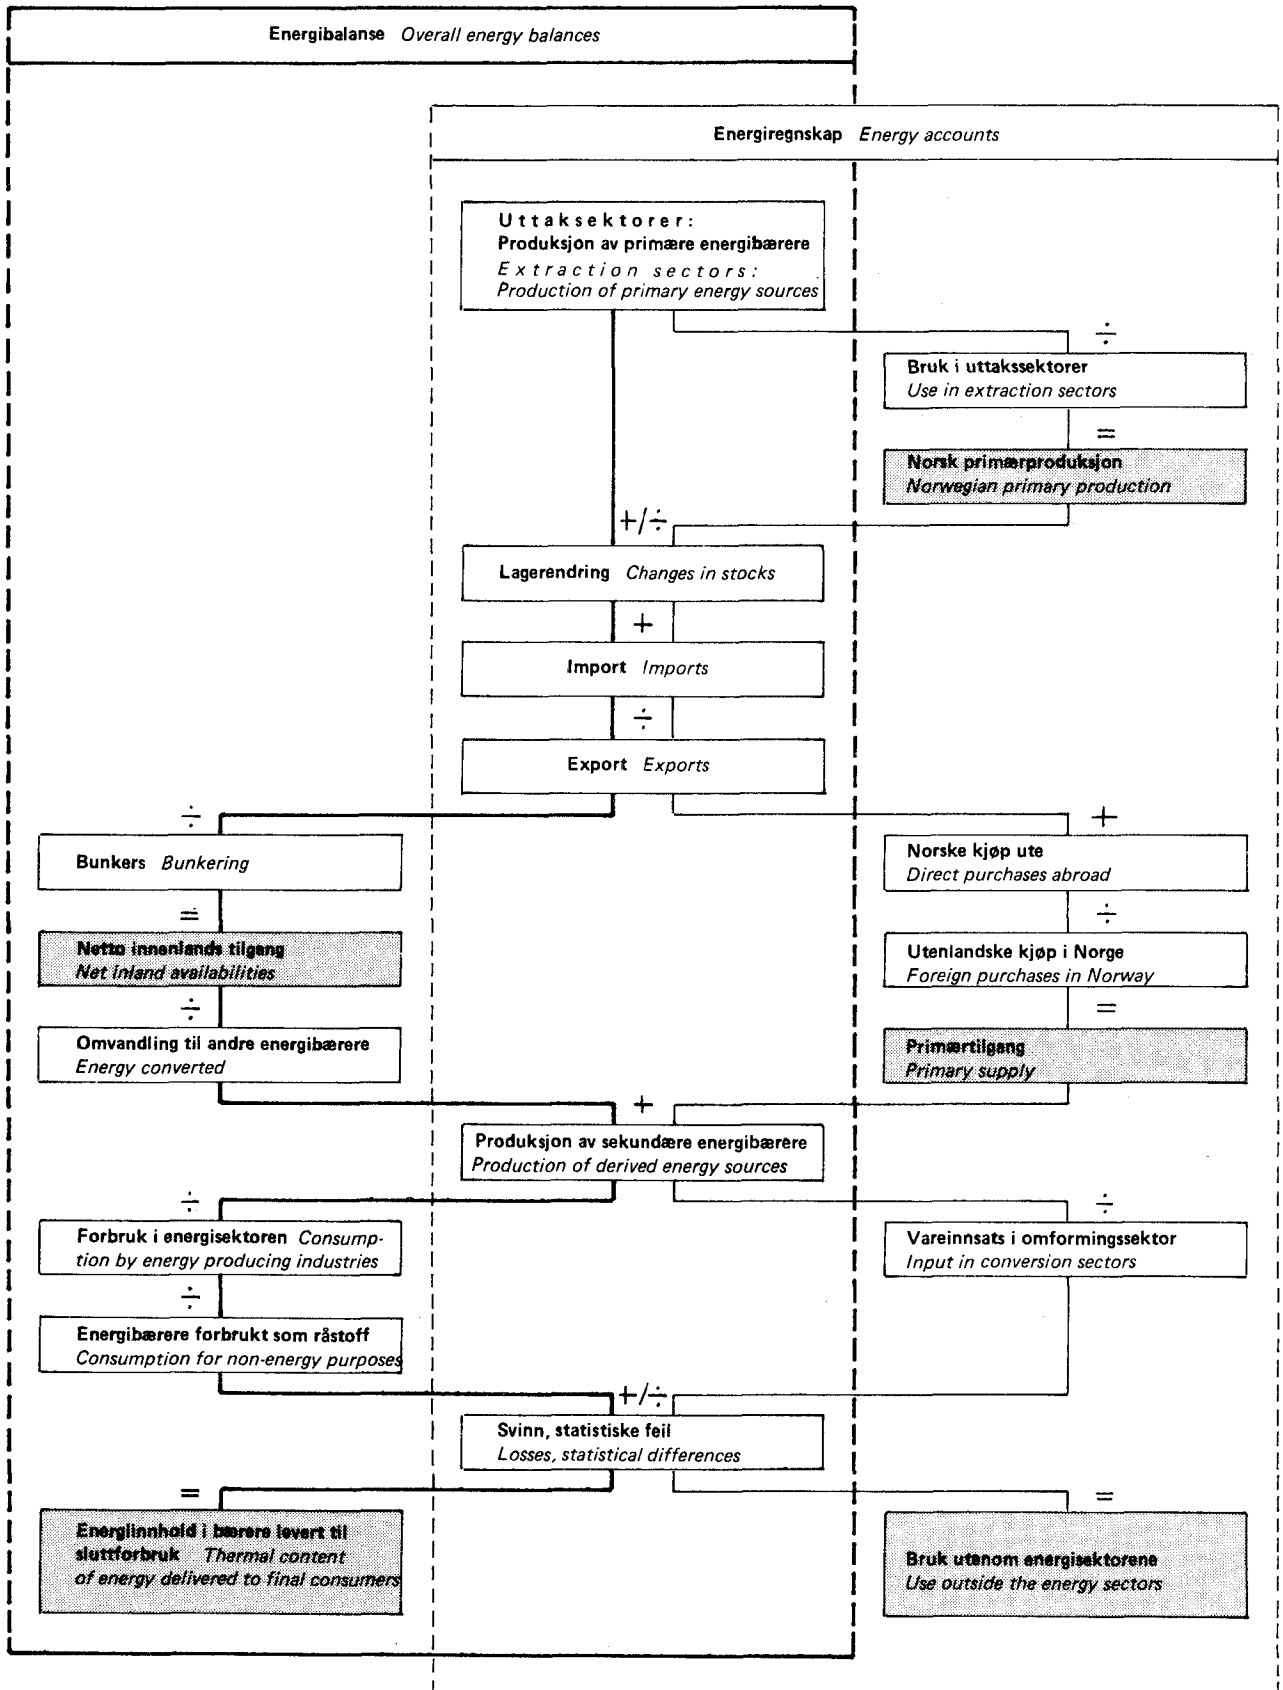 Energibalanse Overall energy balances
Energiregnskap Energy accounts
Uttaksektorer:
Produksjon av primære energibærere
Extraction sectors:
Production of primary energy sources
÷
Bruk i uttakssektorer
Use in extraction sectors
=
Norsk primærproduksjon
Norwegian primary production
+/÷
Lagerendring Changes in stocks
+
Import Imports
÷
Export Exports
÷
Bunkers Bunkering
=
Netto innenlands tilgang
Net inland availabilities
÷
Omvandling til andre energibærere
Energy converted
+
Norske kjøp ute
Direct purchases abroad
÷
Utenlandske kjøp i Norge
Foreign purchases in Norway
=
Primærtilgang
Primary supply
+
Produksjon av sekundære energibærere
Production of derived energy sources
÷
Forbruk i energisektoren Consump-
tion by energy producing industries
÷
Energibærere forbrukt som råstoff
Consumption for non-energy purposes
÷
Vareinnsats i omformingssektor
Input in conversion sectors
+/÷
Svinn, statistiske feil
Losses, statistical differences
=
Energiinnhold i bærere levert til
sluttforbruk Thermal content
of energy delivered to final consumers
=
Bruk utenom energisektorene
Use outside the energy sectors